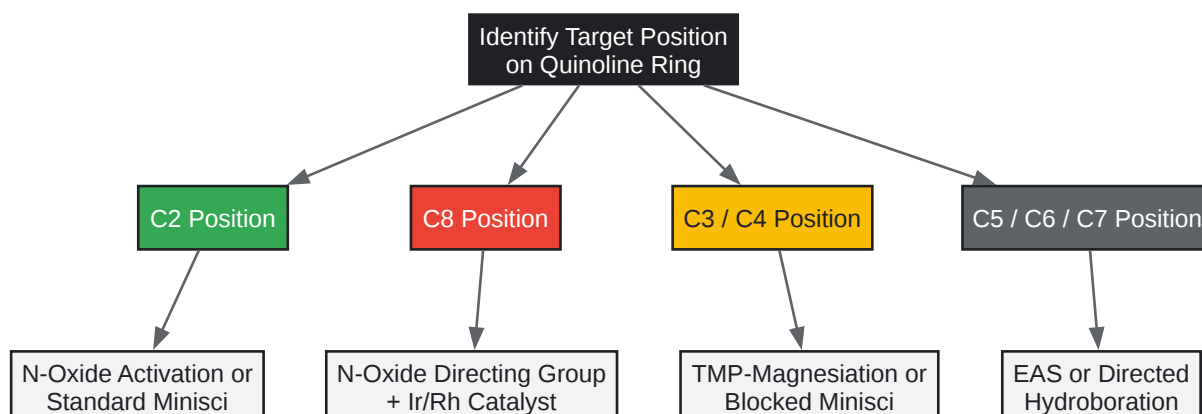 Identify Target Position
on Quinoline Ring
C2 Position
C8 Position
C3 / C4 Position
C5 / C6 / C7 Position
N-Oxide Activation or
Standard Minisci
N-Oxide Directing Group
+ Ir/Rh Catalyst
TMP-Magnesiation or
Blocked Minisci
EAS or Directed
Hydroboration